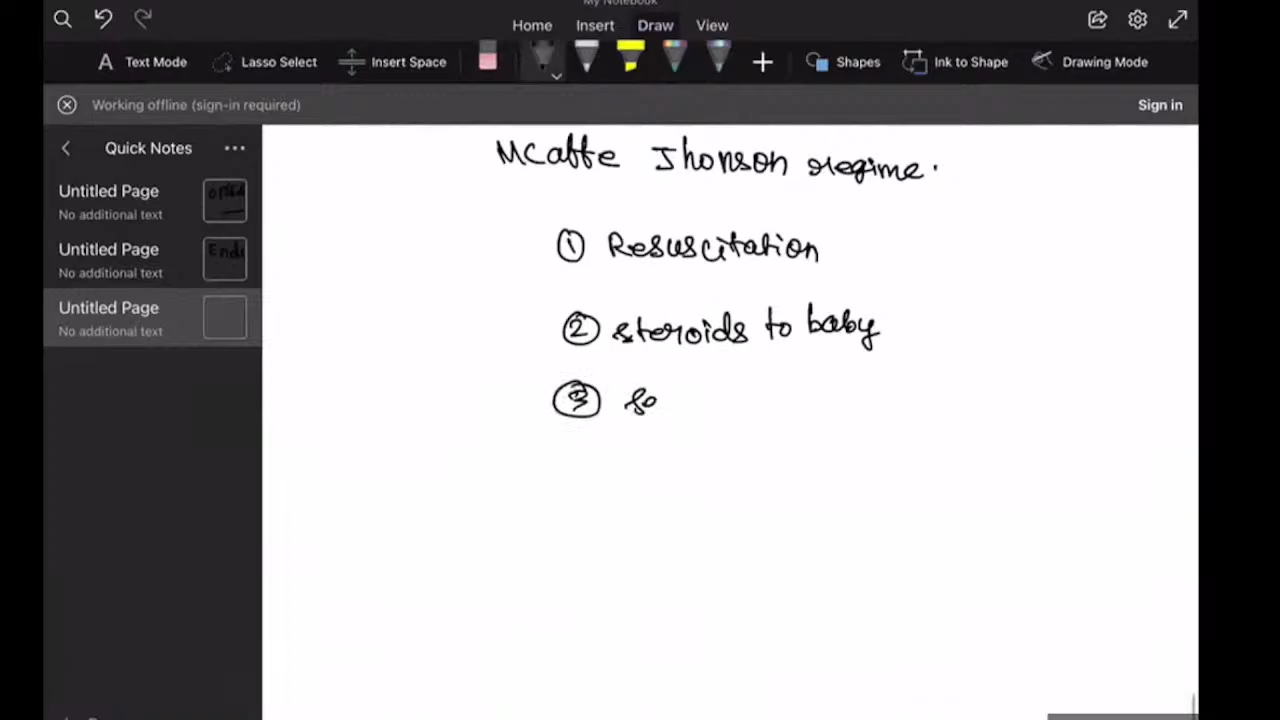 My Notebook
Home Insert Draw View
Text Mode Lasso Select Insert Space Shapes Ink to Shape Drawing Mode
Working offline (sign-in required) Sign in
Quick Notes
Untitled Page
No additional text
Untitled Page
No additional text
Untitled Page
No additional text
MCaffe Jhonson regime.
① Resuscitation
② steroids to baby
③ so